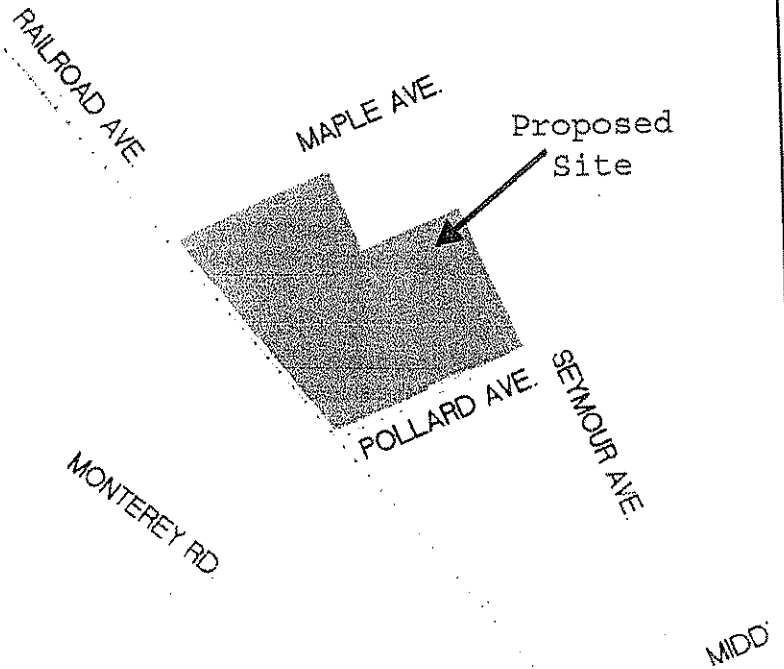 RAILROAD AVE.
MAPLE AVE.
Proposed
Site
POLLARD AVE.
SEYMOUR AVE.
MONTEREY RD.
MIDD